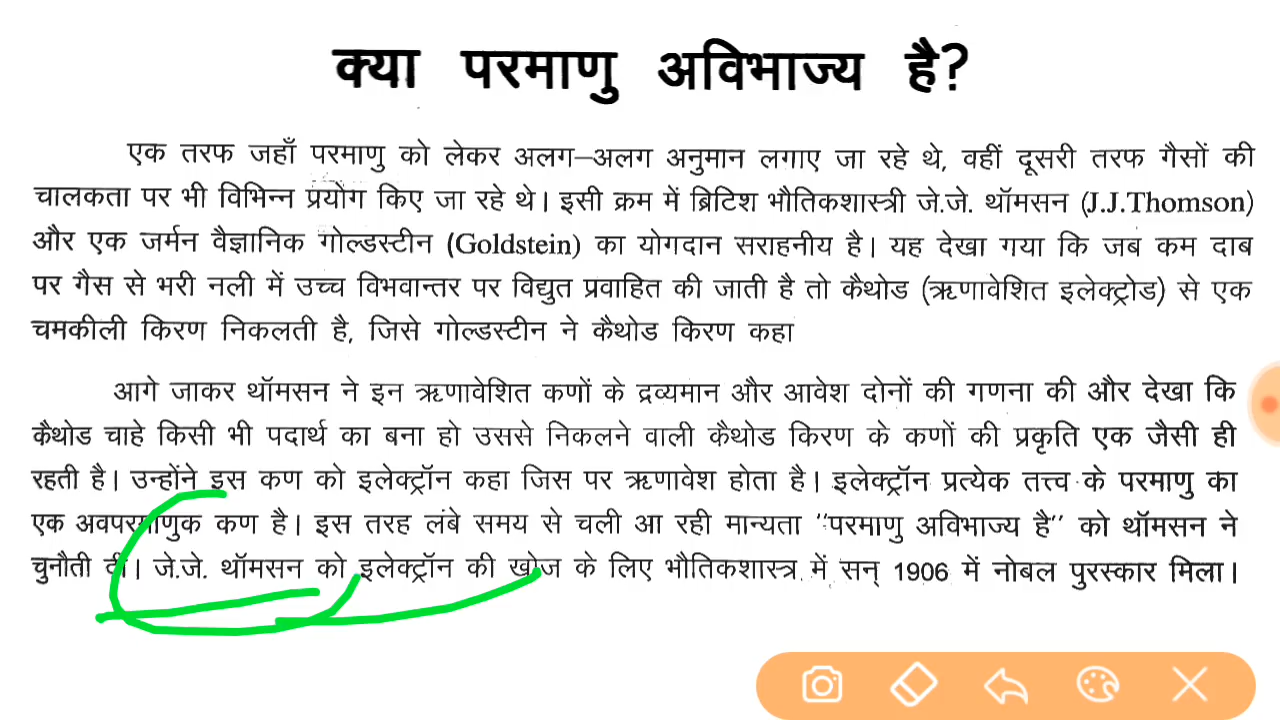 क्या परमाणु अविभाज्य है?
एक तरफ जहाँ परमाणु को लेकर अलग–अलग अनुमान लगाए जा रहे थे, वहीं दूसरी तरफ गैसों की
चालकता पर भी विभिन्न प्रयोग किए जा रहे थे। इसी क्रम में ब्रिटिश भौतिकशास्त्री जे.जे. थॉमसन (J.J.Thomson)
और एक जर्मन वैज्ञानिक गोल्डस्टीन (Goldstein) का योगदान सराहनीय है। यह देखा गया कि जब कम दाब
पर गैस से भरी नली में उच्च विभवान्तर पर विद्युत प्रवाहित की जाती है तो कैथोड (ऋणावेशित इलेक्ट्रोड) से एक
चमकीली किरण निकलती है, जिसे गोल्डस्टीन ने कैथोड किरण कहा
आगे जाकर थॉमसन ने इन ऋणावेशित कणों के द्रव्यमान और आवेश दोनों की गणना की और देखा कि
कैथोड चाहे किसी भी पदार्थ का बना हो उससे निकलने वाली कैथोड किरण के कणों की प्रकृति एक जैसी ही
रहती है। उन्होंने इस कण को इलेक्ट्रॉन कहा जिस पर ऋणावेश होता है। इलेक्ट्रॉन प्रत्येक तत्त्व के परमाणु का
एक अवपरमाणुक कण है। इस तरह लंबे समय से चली आ रही मान्यता "परमाणु अविभाज्य है" को थॉमसन ने
चुनौती दी। जे.जे. थॉमसन को इलेक्ट्रॉन की खोज के लिए भौतिकशास्त्र में सन् 1906 में नोबल पुरस्कार मिला।